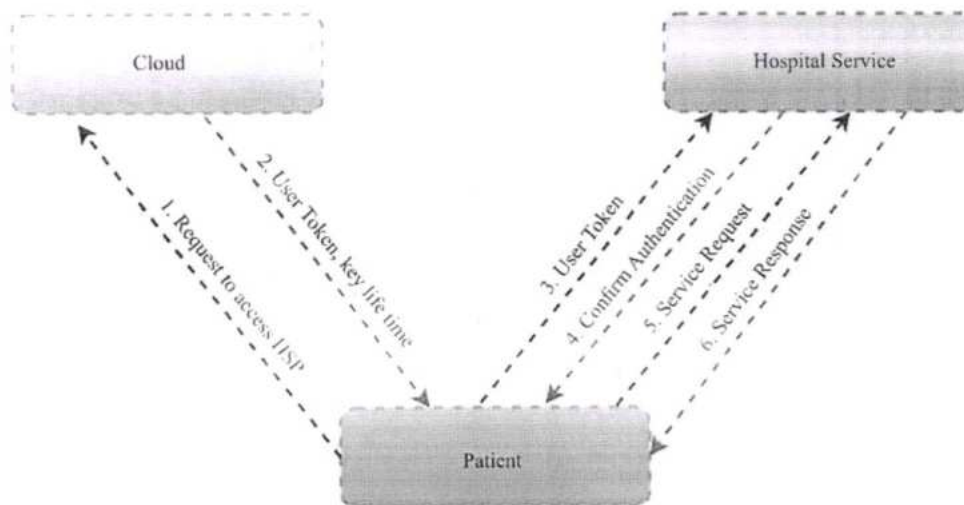 Cloud
Hospital Service
1. Request to access HSP
2. User Token, key life time
3. User Token
4. Confirm Authentication
5. Service Request
6. Service Response
Patient